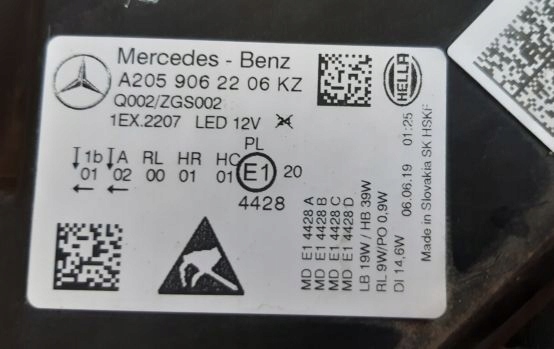 Mercedes - Benz
A205 906 22 06 KZ
Q002/ZGS002
1EX.2207 LED 12V
PL
1b A RL HR HC E1 20
01 02 00 01 01
4428
HELLA
MD E1 4428 A
MD E1 4428 B
MD E1 4428 C
MD E1 4428 D
LB 19W / HB 39W
RL 9W/PO 0,9W
DI 14,6W 06.06.19 01:25
Made in Slovakia SK HSKF